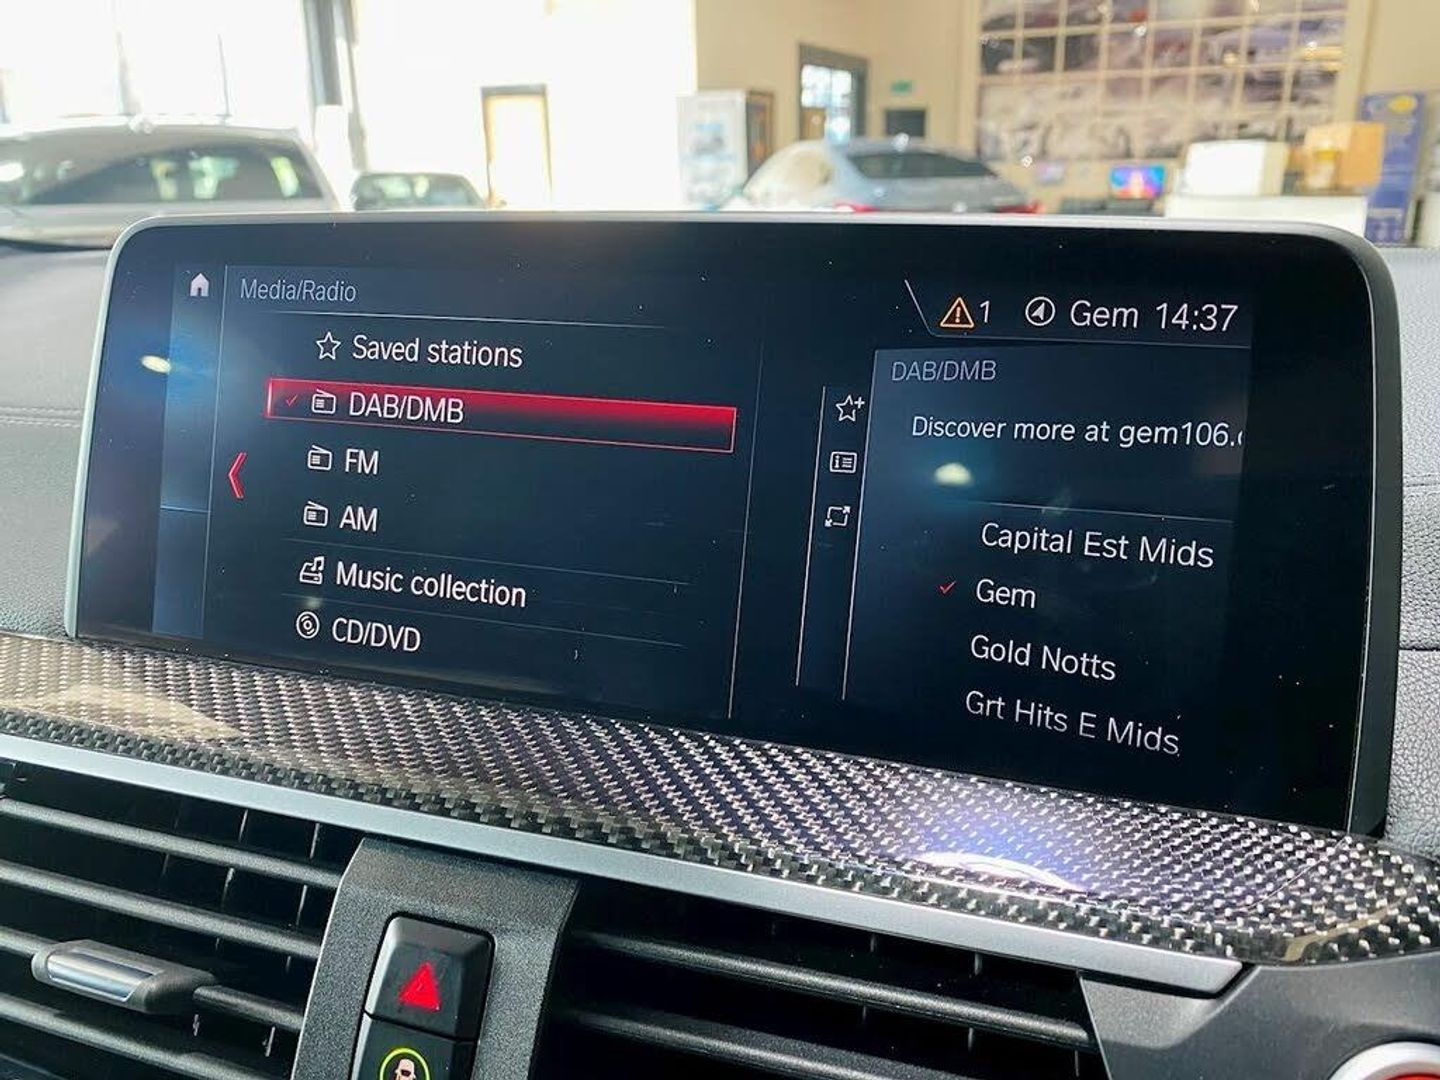 Media/Radio
Saved stations
DAB/DMB
FM
AM
Music collection
CD/DVD
1 Gem 14:37
DAB/DMB
Discover more at gem106.
Capital Est Mids
Gem
Gold Notts
Grt Hits E Mids